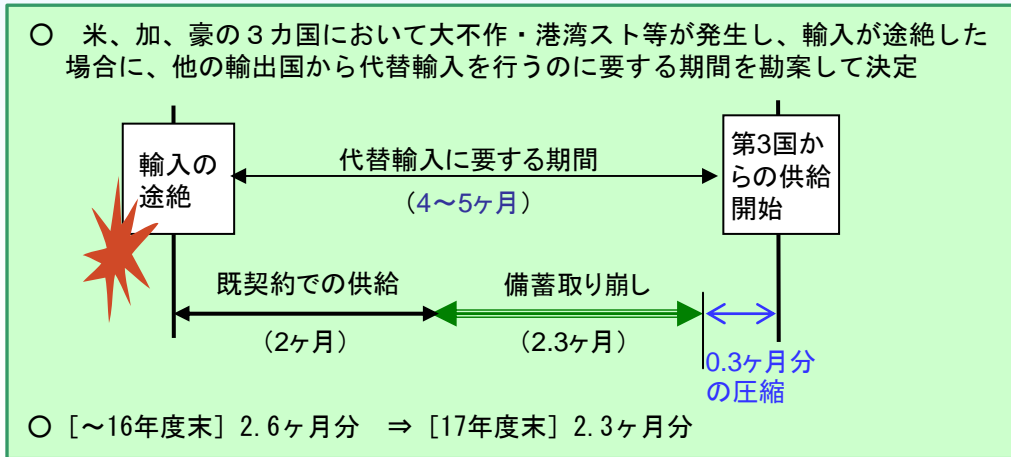 ○　米、加、豪の３カ国において大不作・港湾スト等が発生し、輸入が途絶した
場合に、他の輸出国から代替輸入を行うのに要する期間を勘案して決定
輸入の
途絶
代替輸入に要する期間
（4～5ヶ月）
第3国か
らの供給
開始
既契約での供給
（2ヶ月）
備蓄取り崩し
（2.3ヶ月）
0.3ヶ月分
の圧縮
○［～16年度末］2.6ヶ月分　⇒［17年度末］2.3ヶ月分